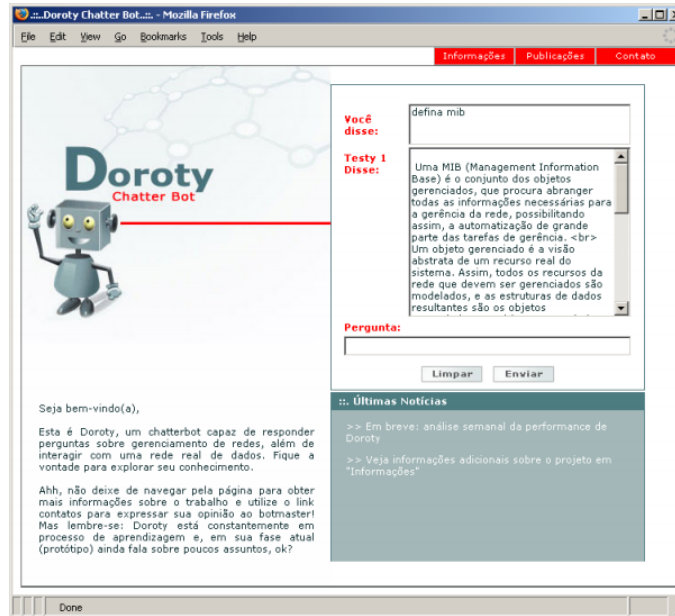 .::..Doroty Chatter Bot..::. - Mozilla Firefox
File Edit View Go Bookmarks Tools Help
Informações Publicações Contato
Doroty
Chatter Bot
Você disse:
defina mib
Testy 1 Disse:
Uma MIB (Management Information
Base) é o conjunto dos objetos
gerenciados, que procura abranger
todas as informações necessárias para
a gerência da rede, possibilitando
assim, a automatização de grande
parte das tarefas de gerência. <br>
Um objeto gerenciado é a visão
abstrata de um recurso real do
sistema. Assim, todos os recursos da
rede que devem ser gerenciados são
modelados, e as estruturas de dados
resultantes são os objetos
Pergunta:
Limpar Enviar
Seja bem-vindo(a),
Esta é Doroty, um chatterbot capaz de responder
perguntas sobre gerenciamento de redes, além de
interagir com uma rede real de dados. Fique a
vontade para explorar seu conhecimento.
Ahh, não deixe de navegar pela página para obter
mais informações sobre o trabalho e utilize o link
contatos para expressar sua opinião ao botmaster!
Mas lembre-se: Doroty está constantemente em
processo de aprendizagem e, em sua fase atual
(protótipo) ainda fala sobre poucos assuntos, ok?
::. Últimas Notícias
>> Em breve: análise semanal da performance de
Doroty
>> Veja informações adicionais sobre o projeto em
"Informações"
Done